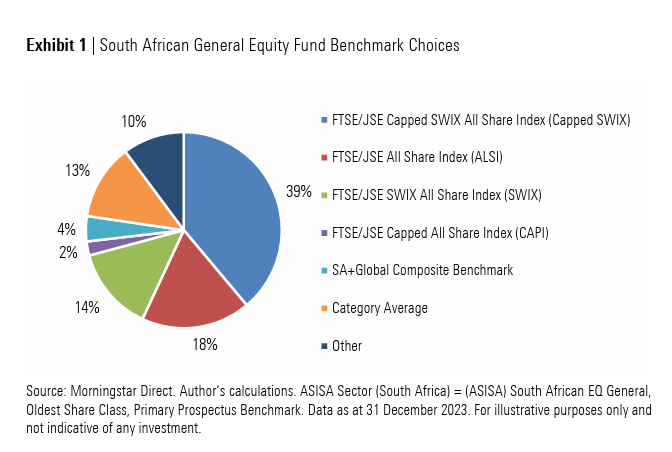 Exhibit 1 | South African General Equity Fund Benchmark Choices
10%
13%
4%
2%
14%
18%
39%
FTSE/JSE Capped SWIX All Share Index (Capped SWIX)
FTSE/JSE All Share Index (ALSI)
FTSE/JSE SWIX All Share Index (SWIX)
FTSE/JSE Capped All Share Index (CAPI)
SA+Global Composite Benchmark
Category Average
Other
Source: Morningstar Direct. Author's calculations. ASISA Sector (South Africa) = (ASISA) South African EQ General,
Oldest Share Class, Primary Prospectus Benchmark. Data as at 31 December 2023. For illustrative purposes only and
not indicative of any investment.